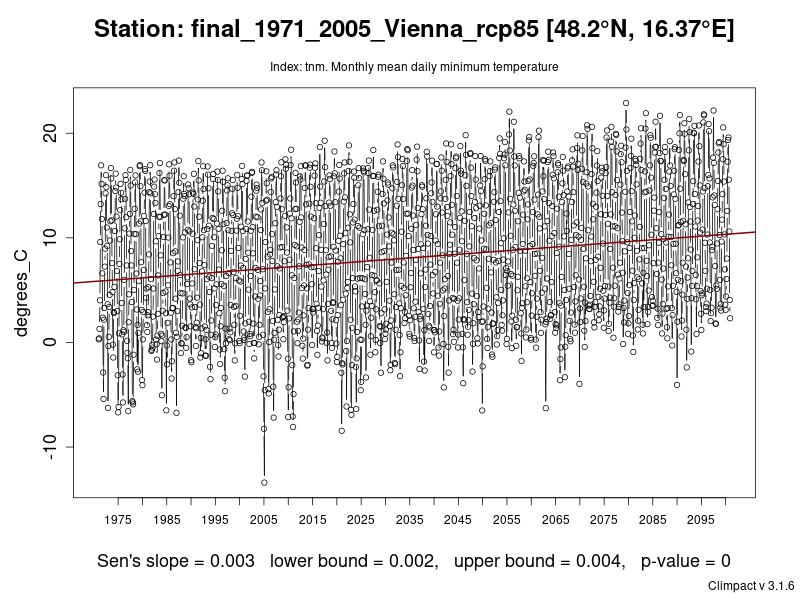 Station: final_1971_2005_Vienna_rcp85 [48.2°N, 16.37°E]
Index: tnm. Monthly mean daily minimum temperature
degrees_C
20
10
0
-10
1975 1985 1995 2005 2015 2025 2035 2045 2055 2065 2075 2085 2095
Sen's slope = 0.003 lower bound = 0.002, upper bound = 0.004, p-value = 0
Climpact v 3.1.6